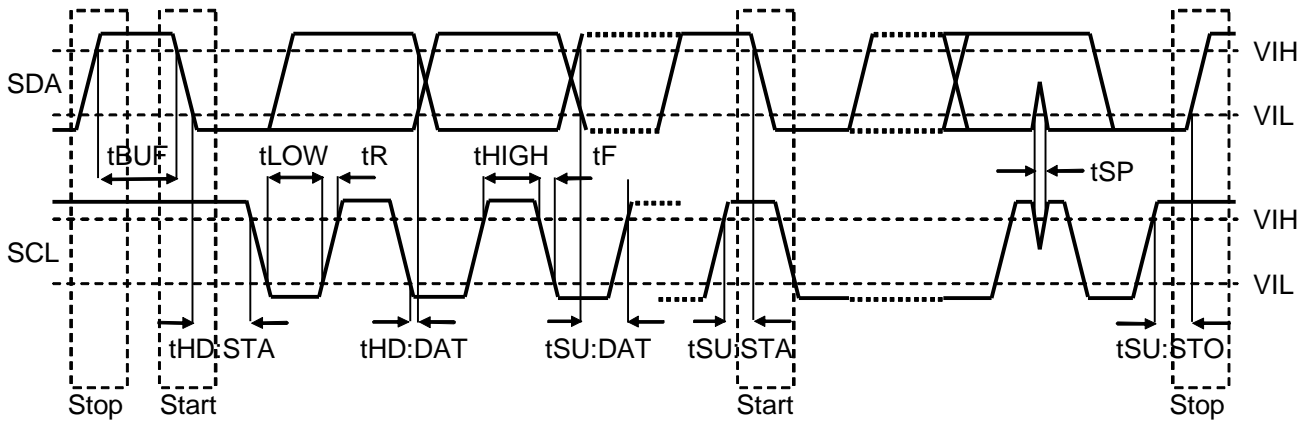 VIH
SDA
VIL
tBUF tLOW tR tHIGH tF
tSP
VIH
SCL
VIL
tHD:STA tHD:DAT tSU:DAT tSU:STA tSU:STO
Stop Start Start Stop